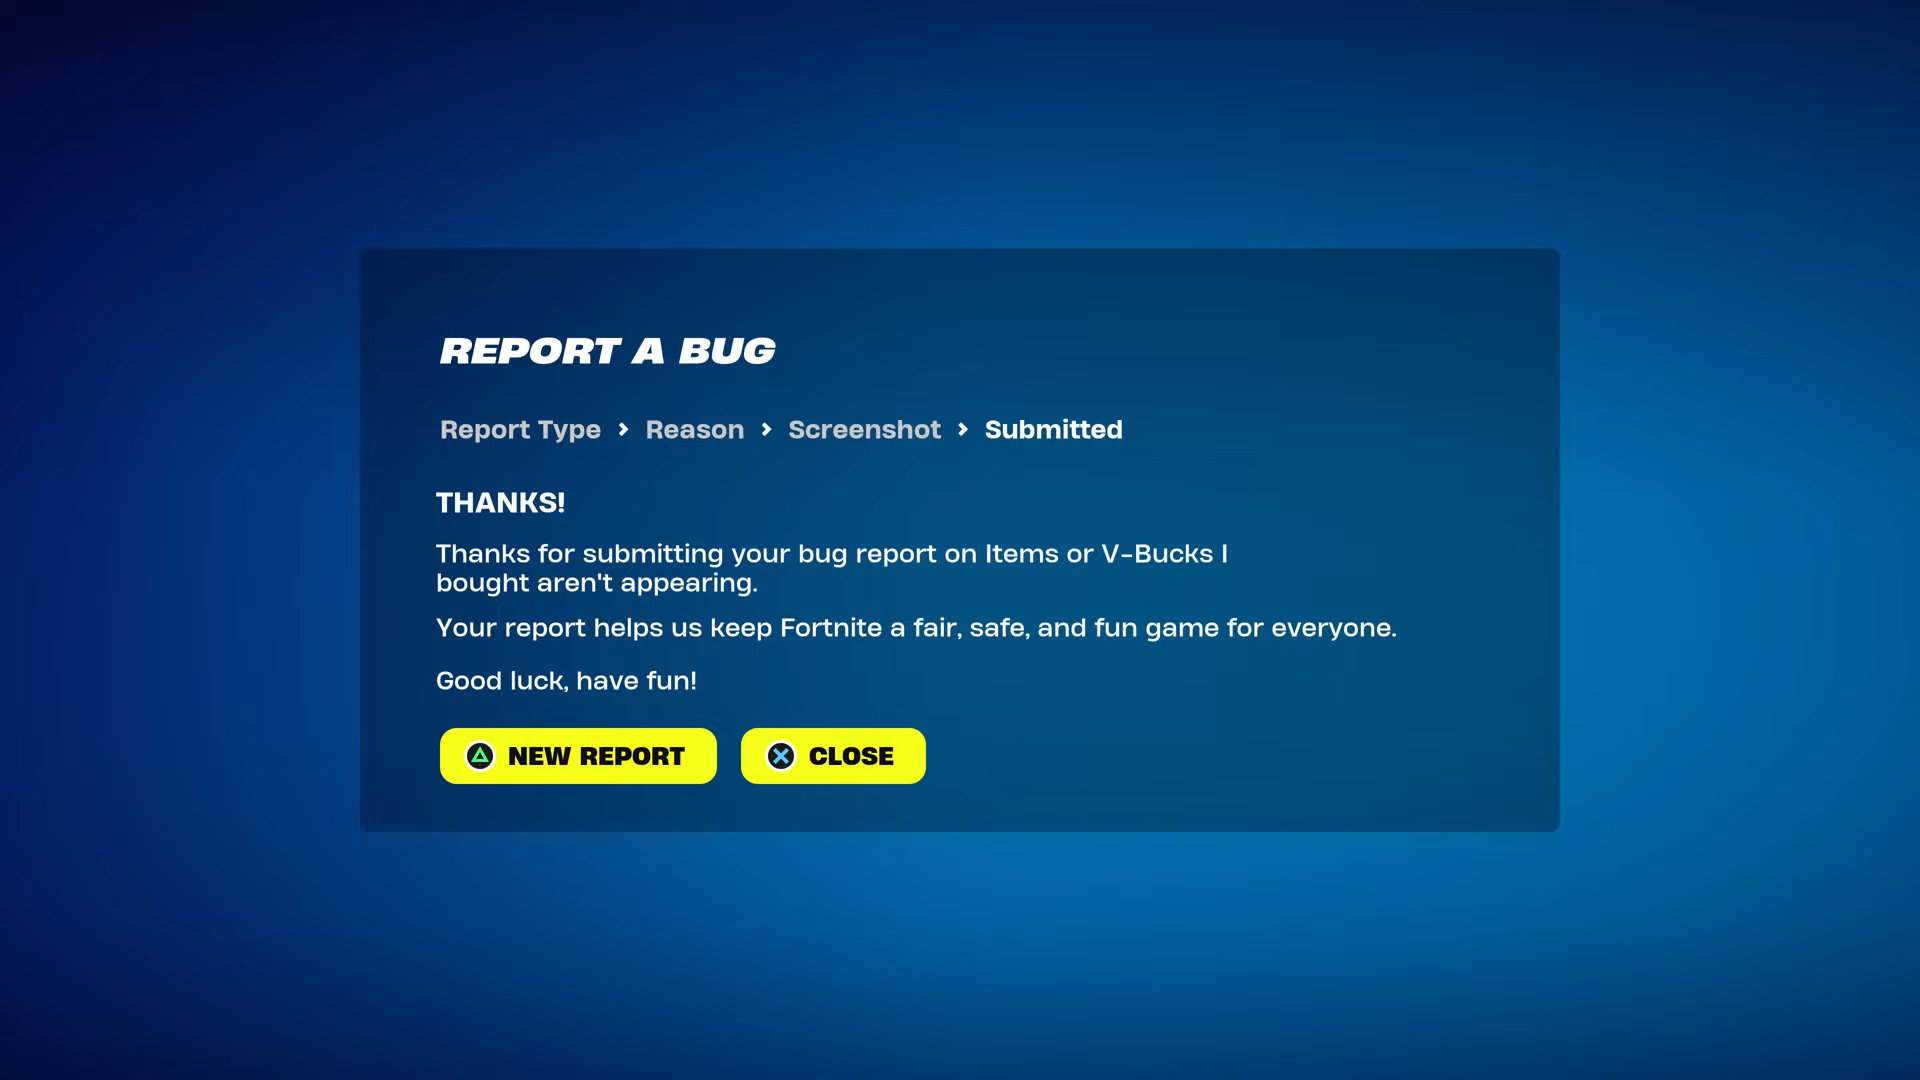 REPORT A BUG
Report Type > Reason > Screenshot > Submitted
THANKS!
Thanks for submitting your bug report on Items or V-Bucks I
bought aren't appearing.
Your report helps us keep Fortnite a fair, safe, and fun game for everyone.
Good luck, have fun!
NEW REPORT CLOSE